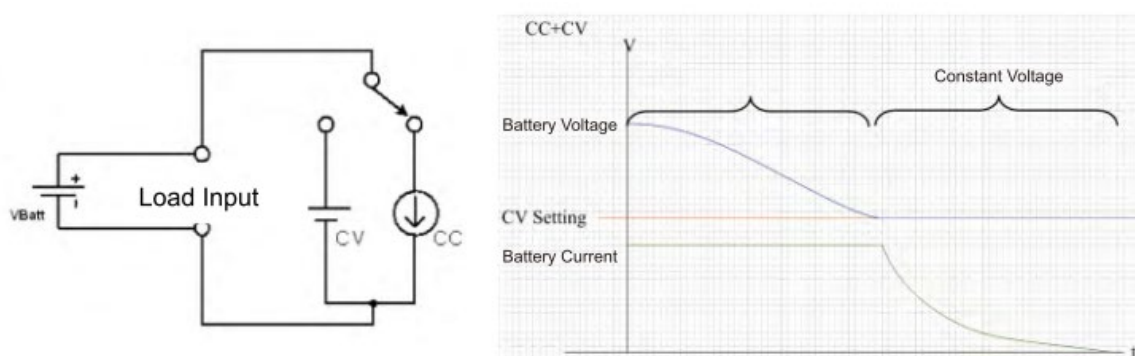 +
VBatt
Load Input
CV
CC
CC+CV
V
Constant Voltage
Battery Voltage
CV Setting
Battery Current
t